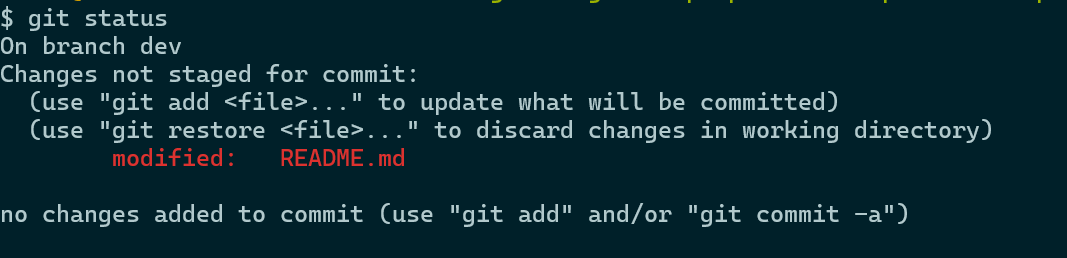 $ git status
On branch dev
Changes not staged for commit:
  (use "git add <file>..." to update what will be committed)
  (use "git restore <file>..." to discard changes in working directory)
        modified:   README.md

no changes added to commit (use "git add" and/or "git commit -a")